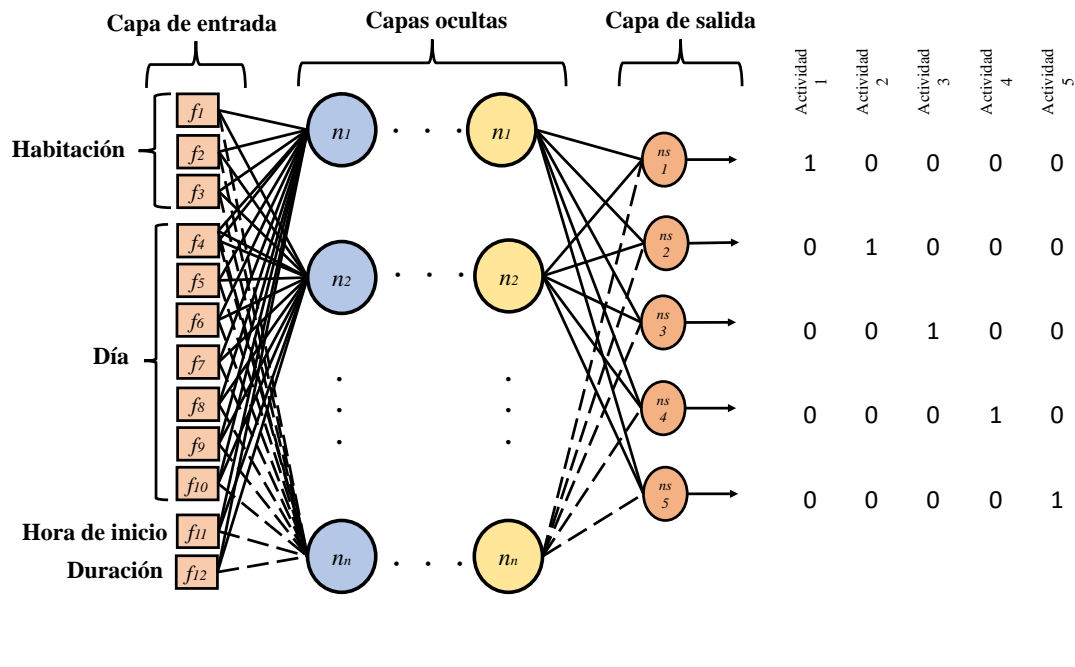 Capa de entrada
Capas ocultas
Capa de salida
Actividad 1
Actividad 2
Actividad 3
Actividad 4
Actividad 5
Habitación
f1
f2
f3
Día
f4
f5
f6
f7
f8
f9
f10
Hora de inicio
f11
Duración
f12
n1 . . . n1
n2 . . . n2
nn . . . nn
ns 1
ns 2
ns 3
ns 4
ns 5
1 0 0 0 0
0 1 0 0 0
0 0 1 0 0
0 0 0 1 0
0 0 0 0 1